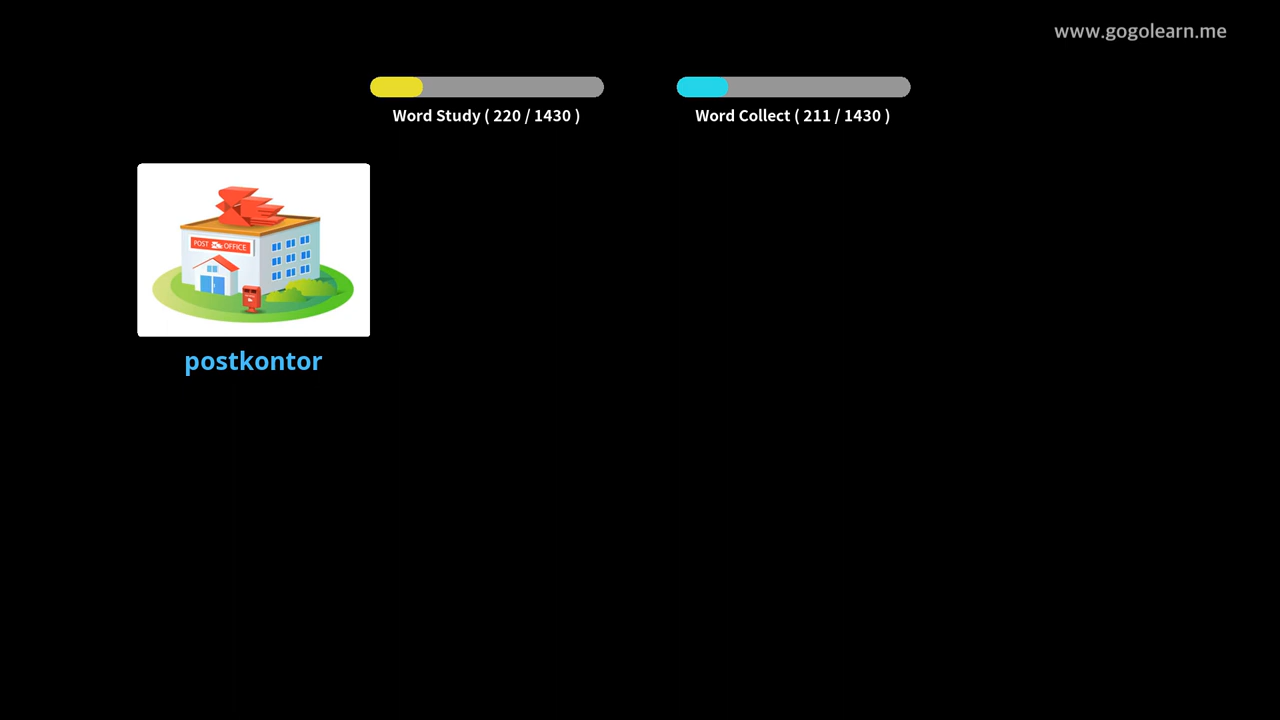 www.gogolearn.me
Word Study ( 220 / 1430 )
Word Collect ( 211 / 1430 )
POST OFFICE
postkontor